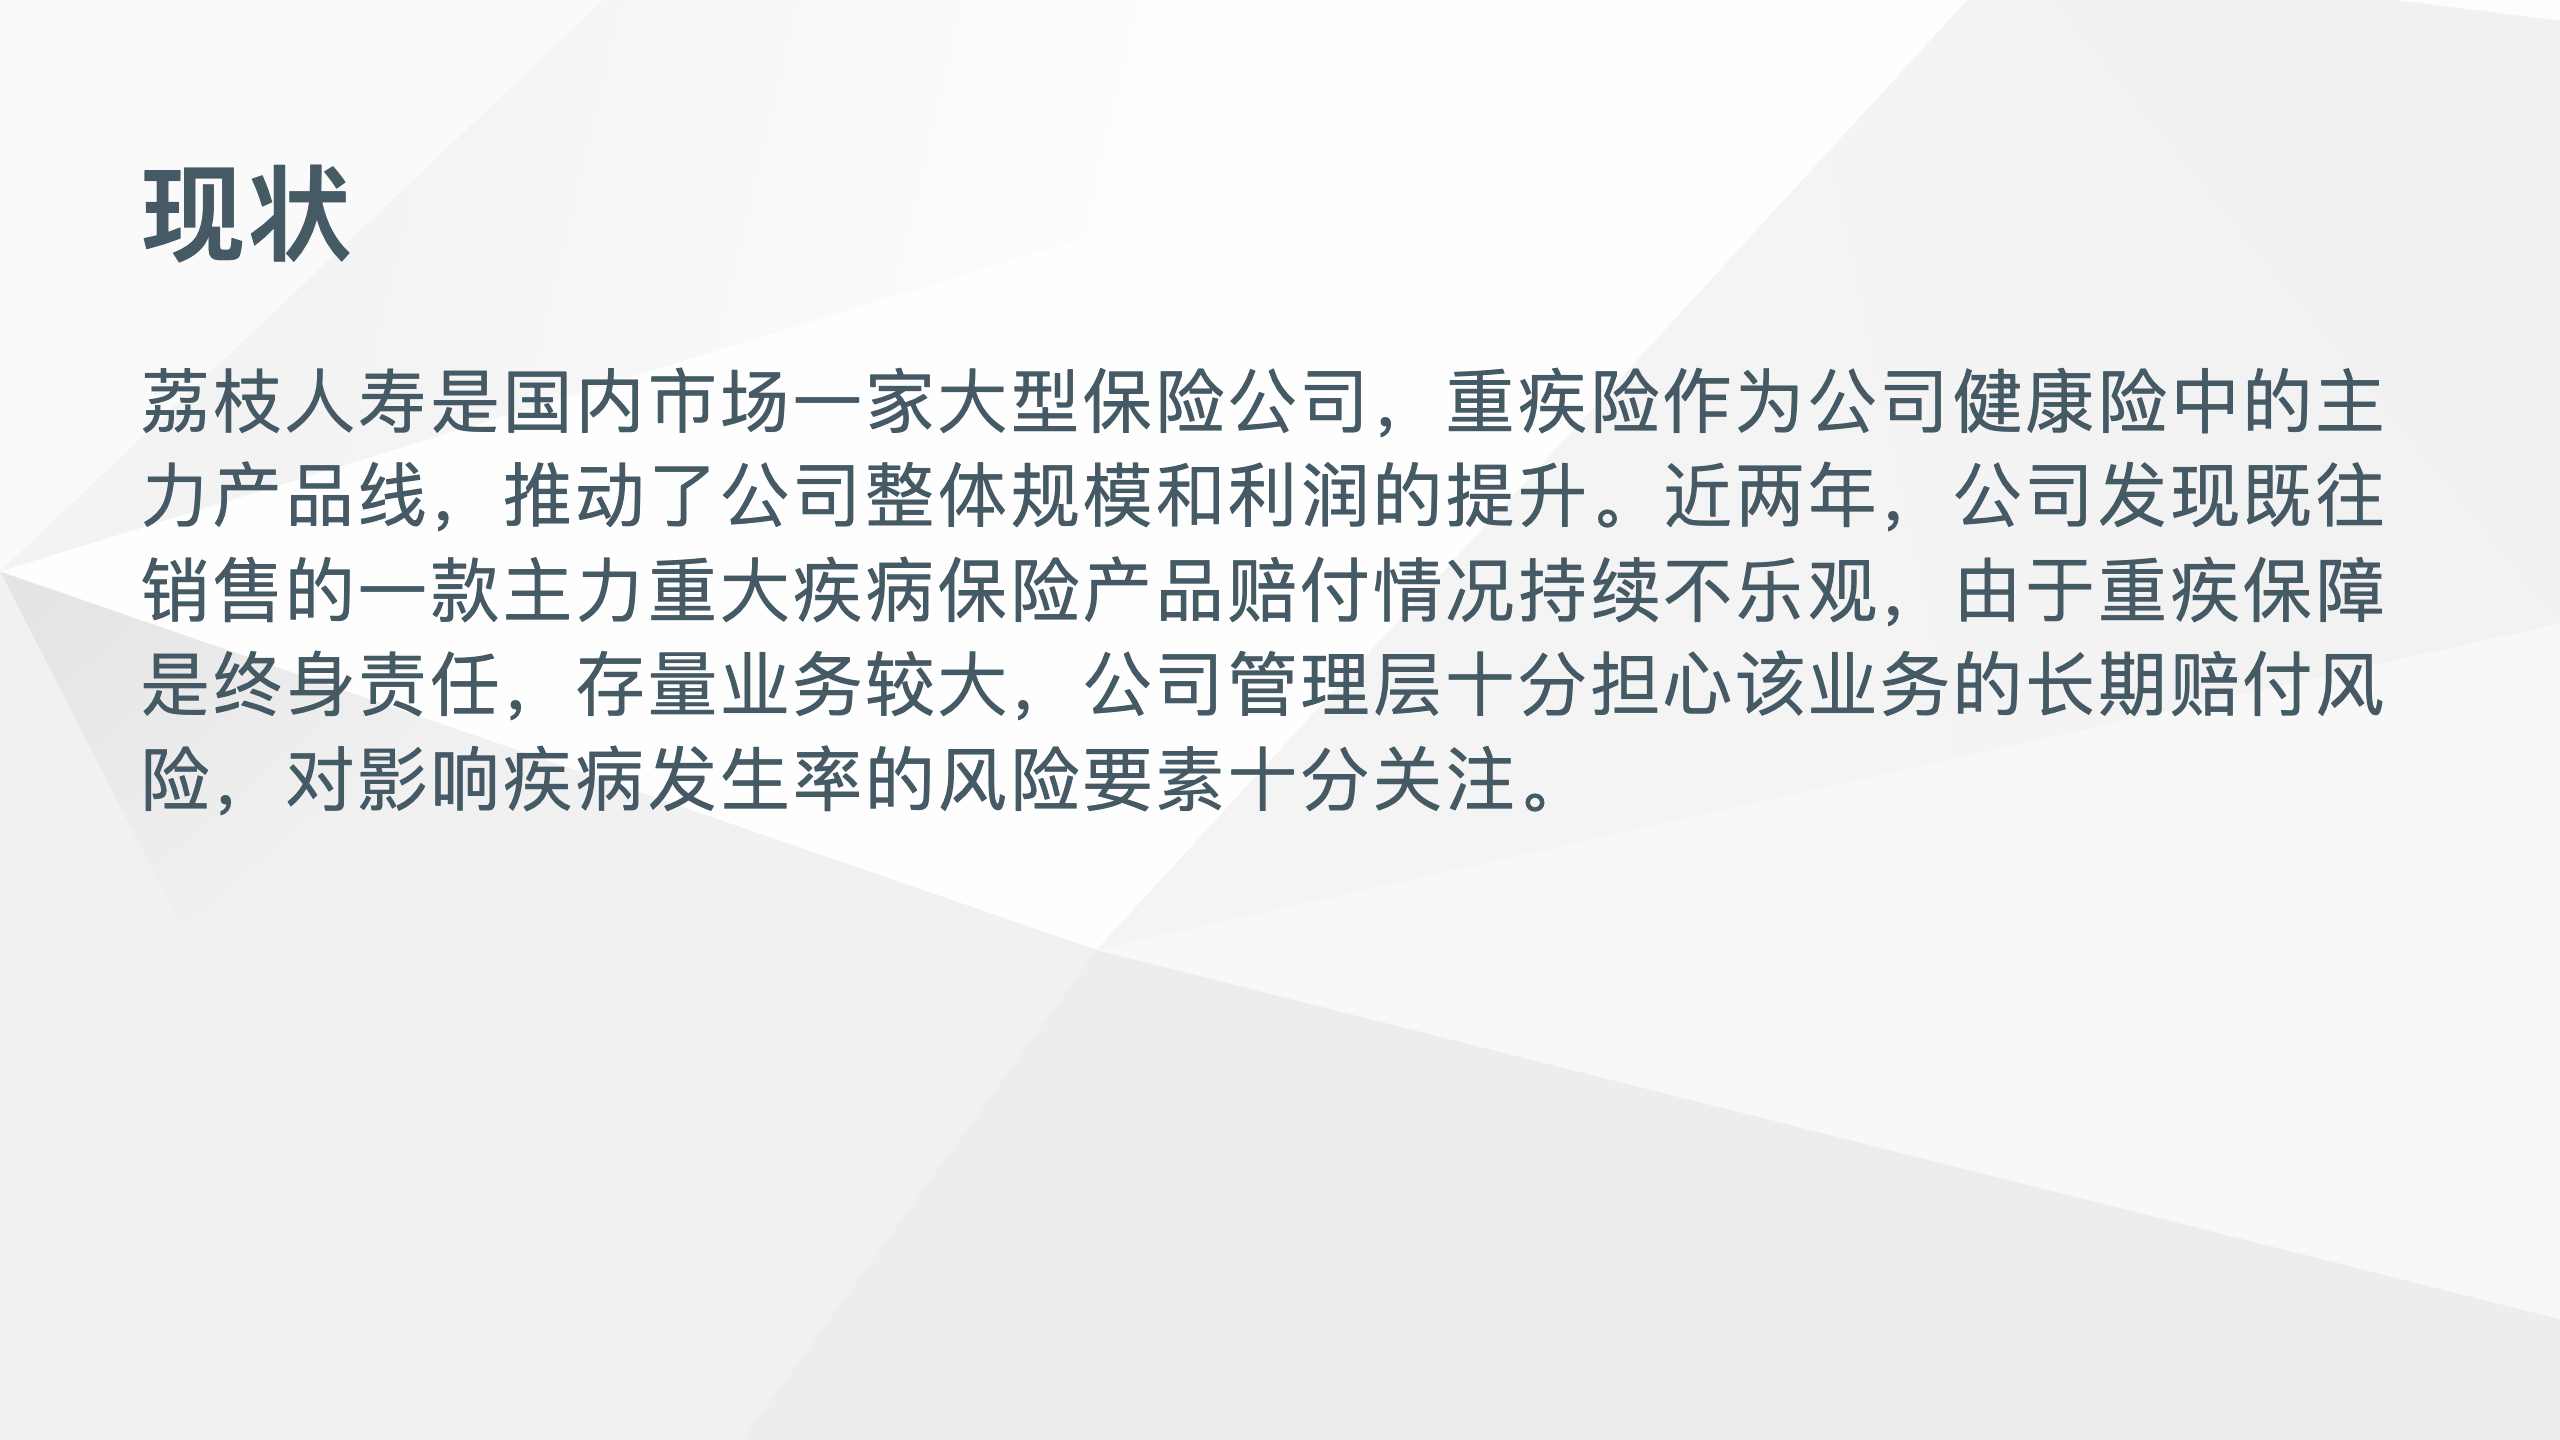 现状
荔枝人寿是国内市场一家大型保险公司，重疾险作为公司健康险中的主
力产品线，推动了公司整体规模和利润的提升。近两年，公司发现既往
销售的一款主力重大疾病保险产品赔付情况持续不乐观，由于重疾保障
是终身责任，存量业务较大，公司管理层十分担心该业务的长期赔付风
险，对影响疾病发生率的风险要素十分关注。